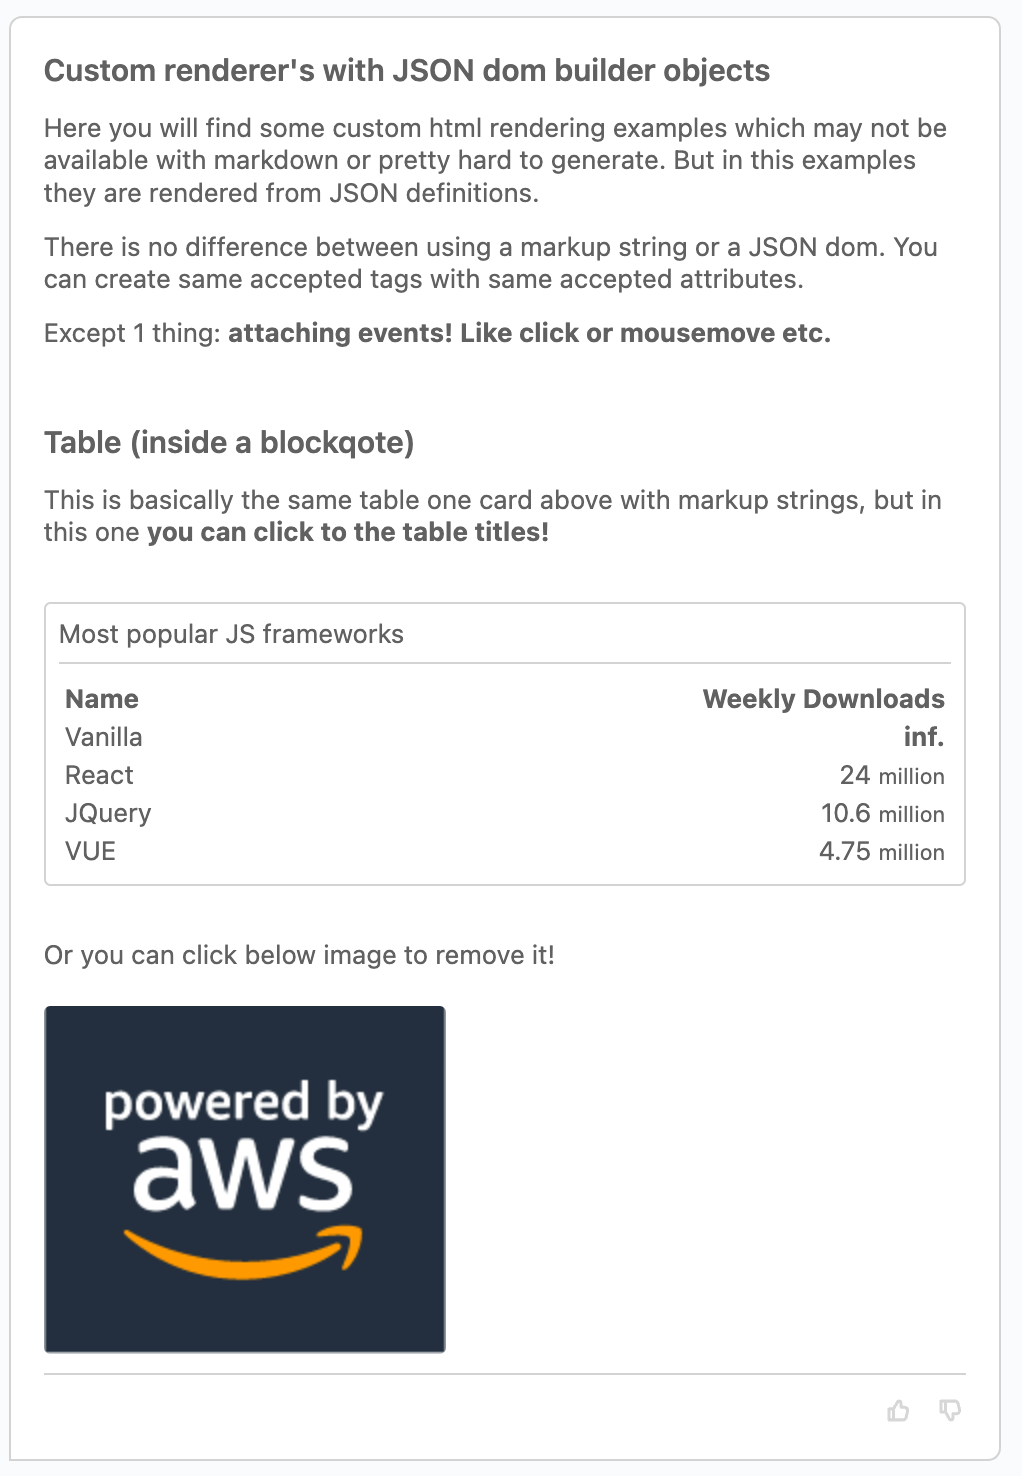 Custom renderer's with JSON dom builder objects
Here you will find some custom html rendering examples which may not be
available with markdown or pretty hard to generate. But in this examples
they are rendered from JSON definitions.
There is no difference between using a markup string or a JSON dom. You
can create same accepted tags with same accepted attributes.
Except 1 thing: attaching events! Like click or mousemove etc.
Table (inside a blockqote)
This is basically the same table one card above with markup strings, but in
this one you can click to the table titles!
Most popular JS frameworks
Name Weekly Downloads
Vanilla inf.
React 24 million
JQuery 10.6 million
VUE 4.75 million
Or you can click below image to remove it!
powered by
aws